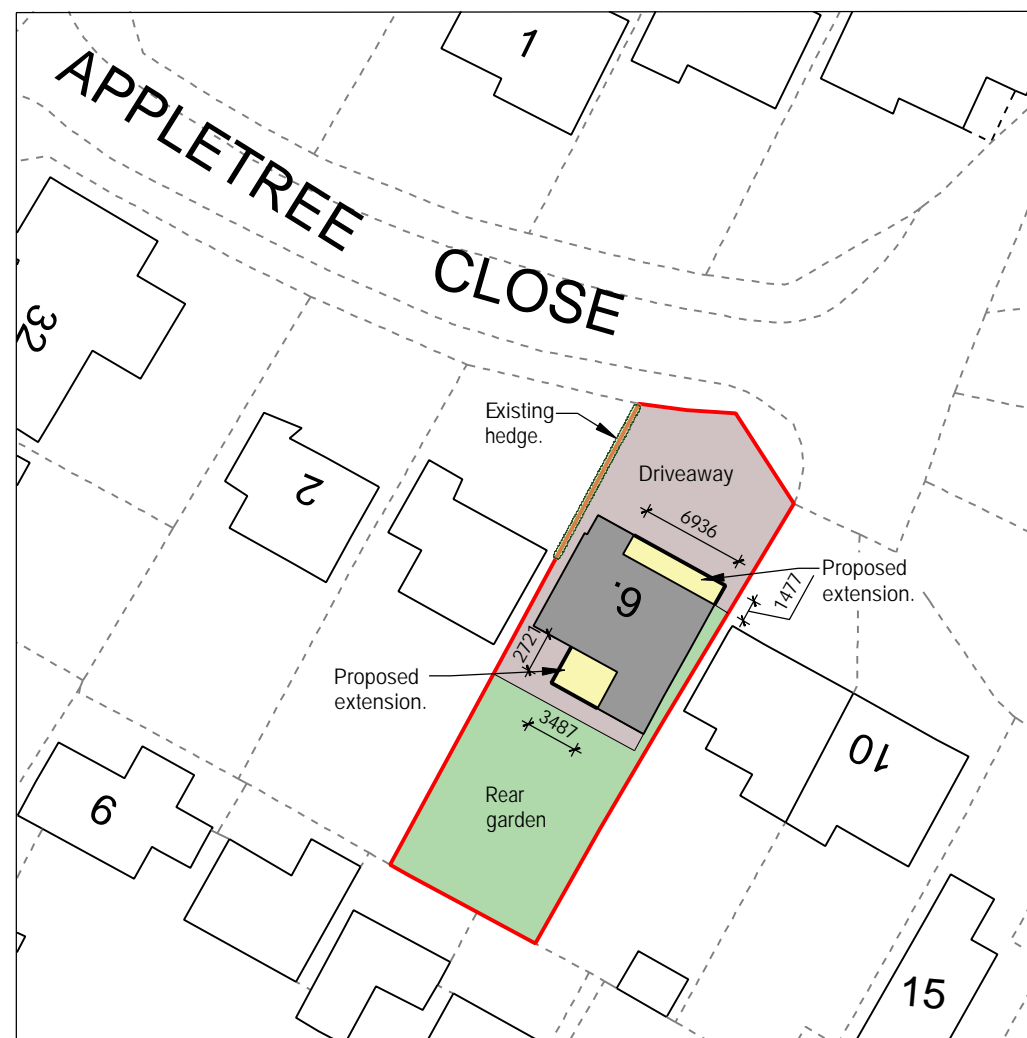 1
APPLETREE
CLOSE
32
Existing
hedge.
Driveaway
2
6936
Proposed
extension.
1477
6.
2721
Proposed
extension.
3487
10
Rear
garden
9
15